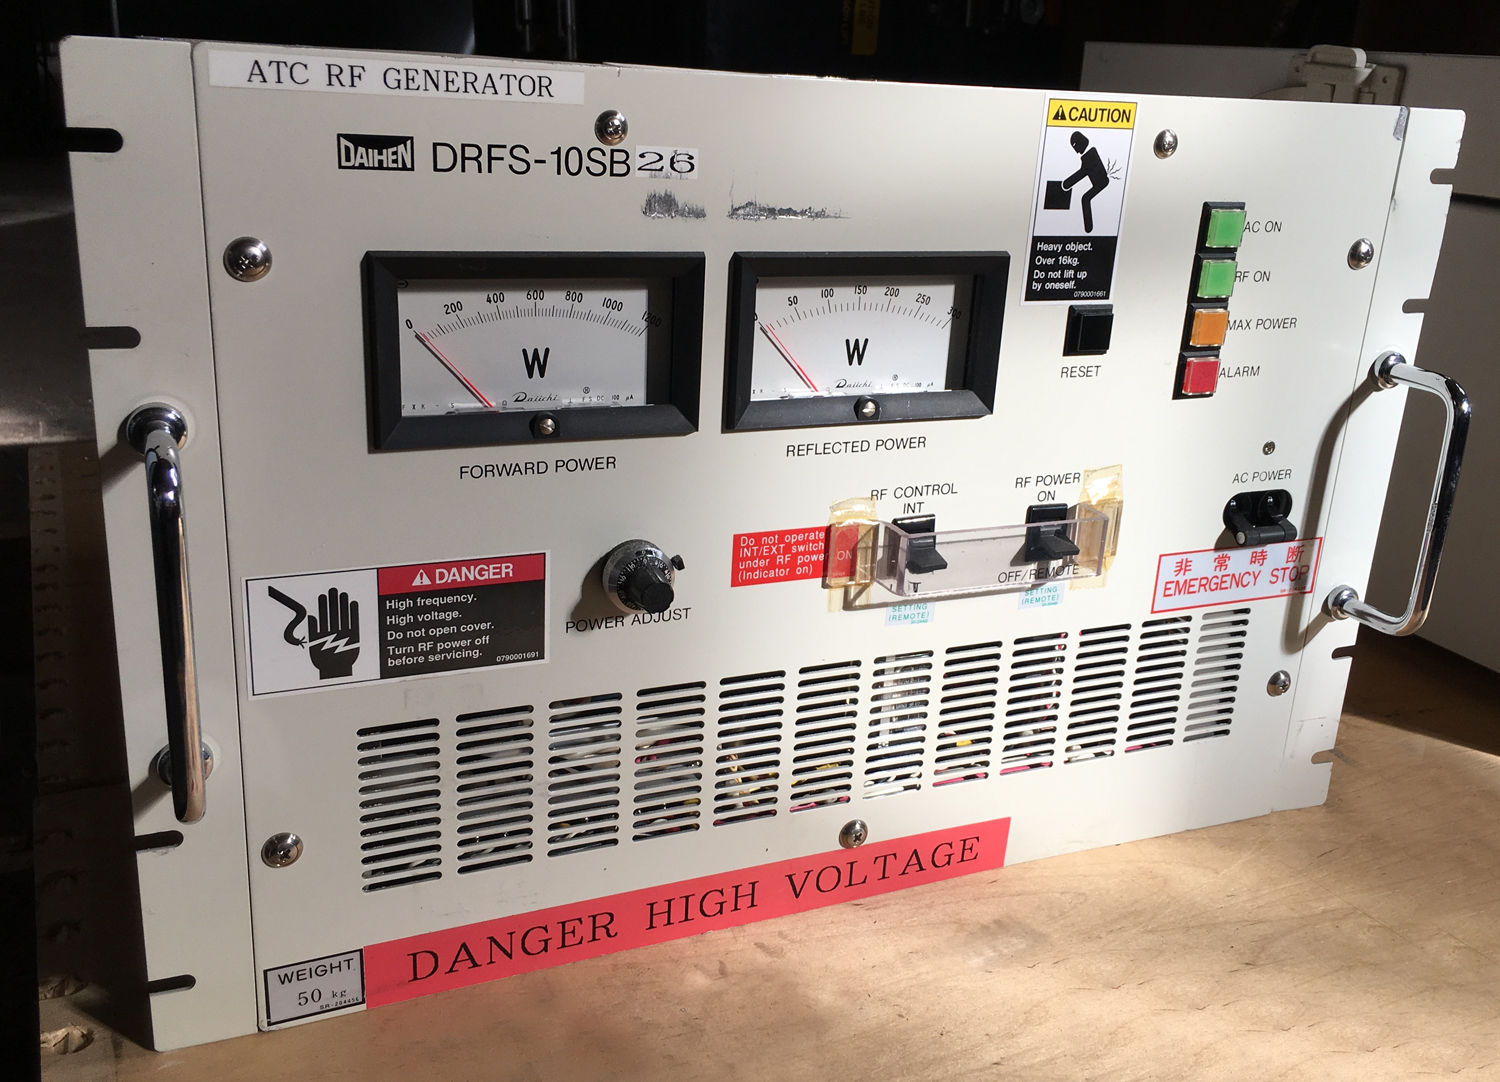 ATC RF GENERATOR
DAIHEN DRFS-10SB26
CAUTION
Heavy object.
Over 16kg.
Do not lift up
by oneself.
0790001661
AC ON
RF ON
MAX POWER
ALARM
RESET
0 200 400 600 800 1000 1200
W
Daiichi
FORWARD POWER
0 50 100 150 200 250 300
W
Daiichi
REFLECTED POWER
RF CONTROL
INT
RF POWER
ON
AC POWER
Do not operate
INT/EXT switch
under RF power
(Indicator on)
ON
OFF/REMOTE
SETTING
(REMOTE)
SETTING
(REMOTE)
非常時断
EMERGENCY STOP
DANGER
High frequency.
High voltage.
Do not open cover.
Turn RF power off
before servicing.
0790001691
POWER ADJUST
DANGER HIGH VOLTAGE
WEIGHT
50 kg